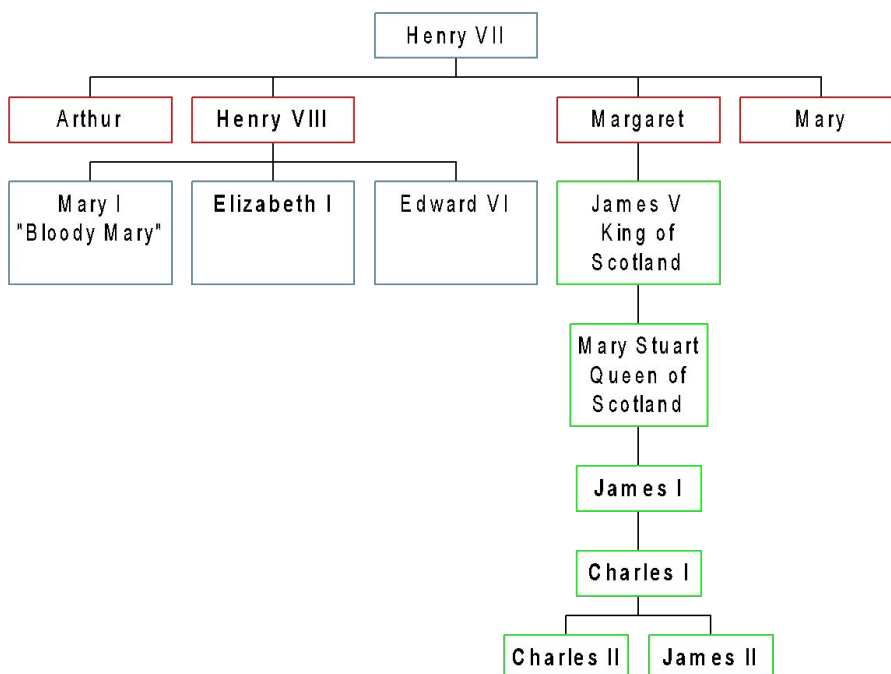 Henry VII
Arthur
Henry VIII
Margaret
Mary
Mary I
"Bloody Mary"
Elizabeth I
Edward VI
James V
King of
Scotland
Mary Stuart
Queen of
Scotland
James I
Charles I
Charles II
James II